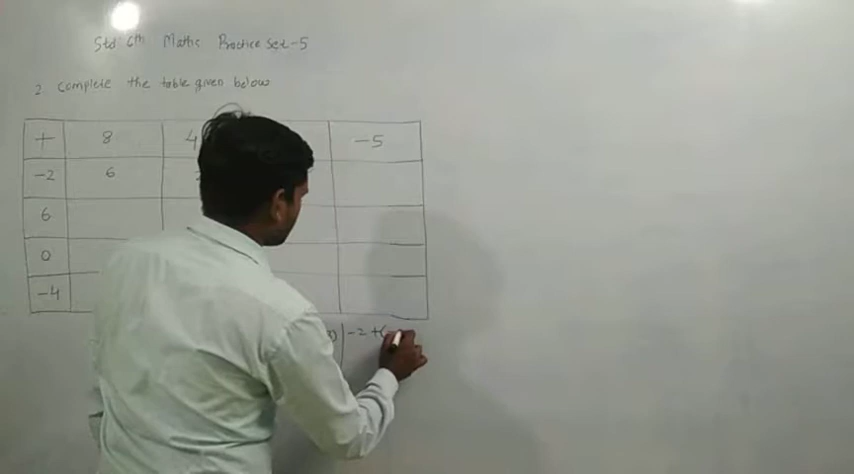 Std 6th Maths Practice Set-5
2 Complete the table given below
+ 8 4 -5
-2 6
6
0
-4
-2+(-